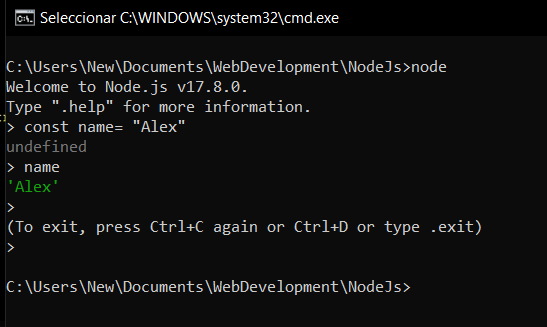 Seleccionar C:\WINDOWS\system32\cmd.exe
C:\Users\New\Documents\WebDevelopment\NodeJs>node
Welcome to Node.js v17.8.0.
Type ".help" for more information.
> const name= "Alex"
undefined
> name
'Alex'
>
(To exit, press Ctrl+C again or Ctrl+D or type .exit)
>
C:\Users\New\Documents\WebDevelopment\NodeJs>